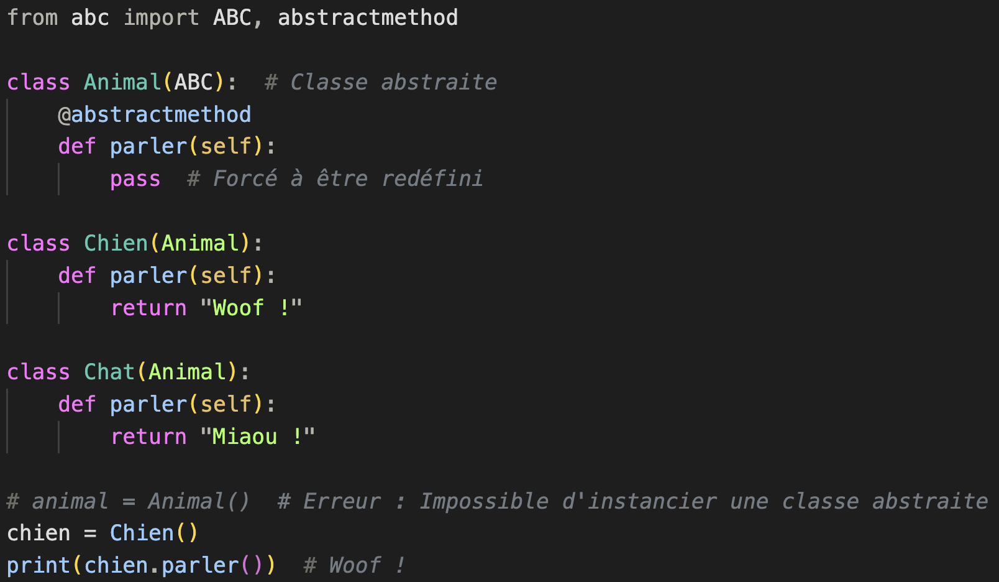 from abc import ABC, abstractmethod
class Animal(ABC):  # Classe abstraite
    @abstractmethod
    def parler(self):
        pass  # Forcé à être redéfini
class Chien(Animal):
    def parler(self):
        return "Woof !"
class Chat(Animal):
    def parler(self):
        return "Miaou !"
# animal = Animal()  # Erreur : Impossible d'instancier une classe abstraite
chien = Chien()
print(chien.parler())  # Woof !